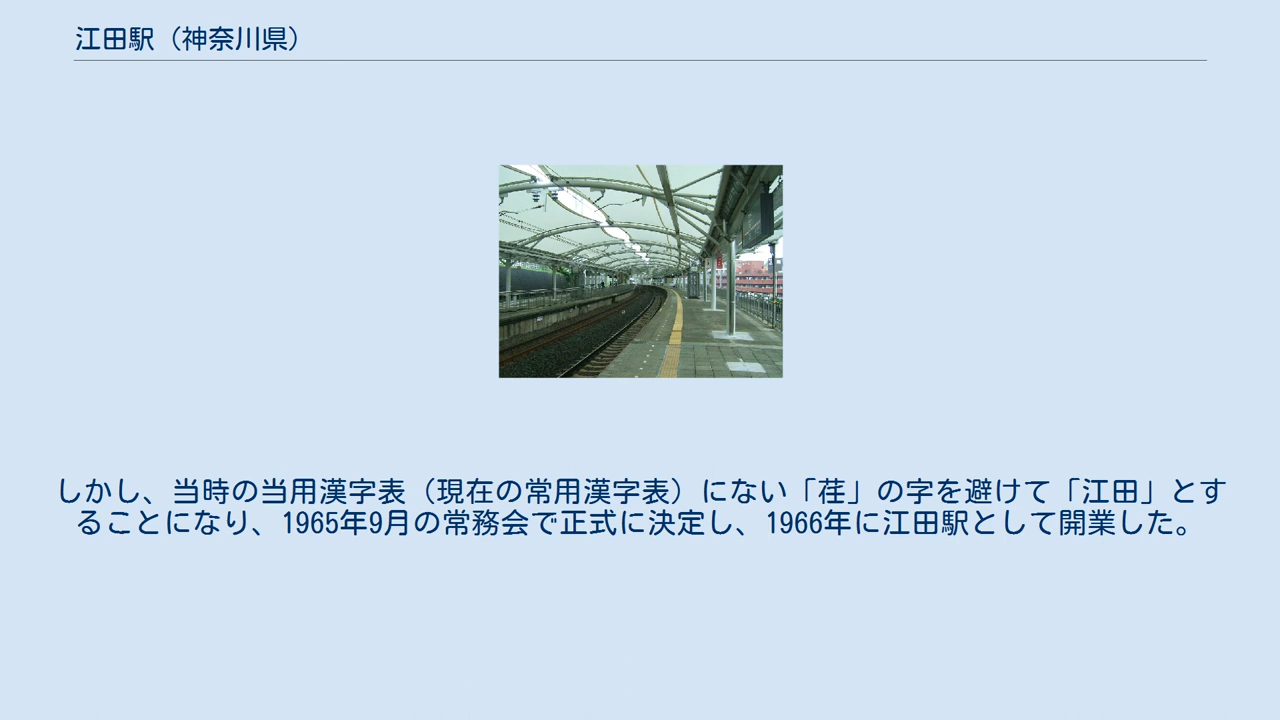 江田駅（神奈川県）
しかし、当時の当用漢字表（現在の常用漢字表）にない「荏」の字を避けて「江田」とす
ることになり、1965年9月の常務会で正式に決定し、1966年に江田駅として開業した。